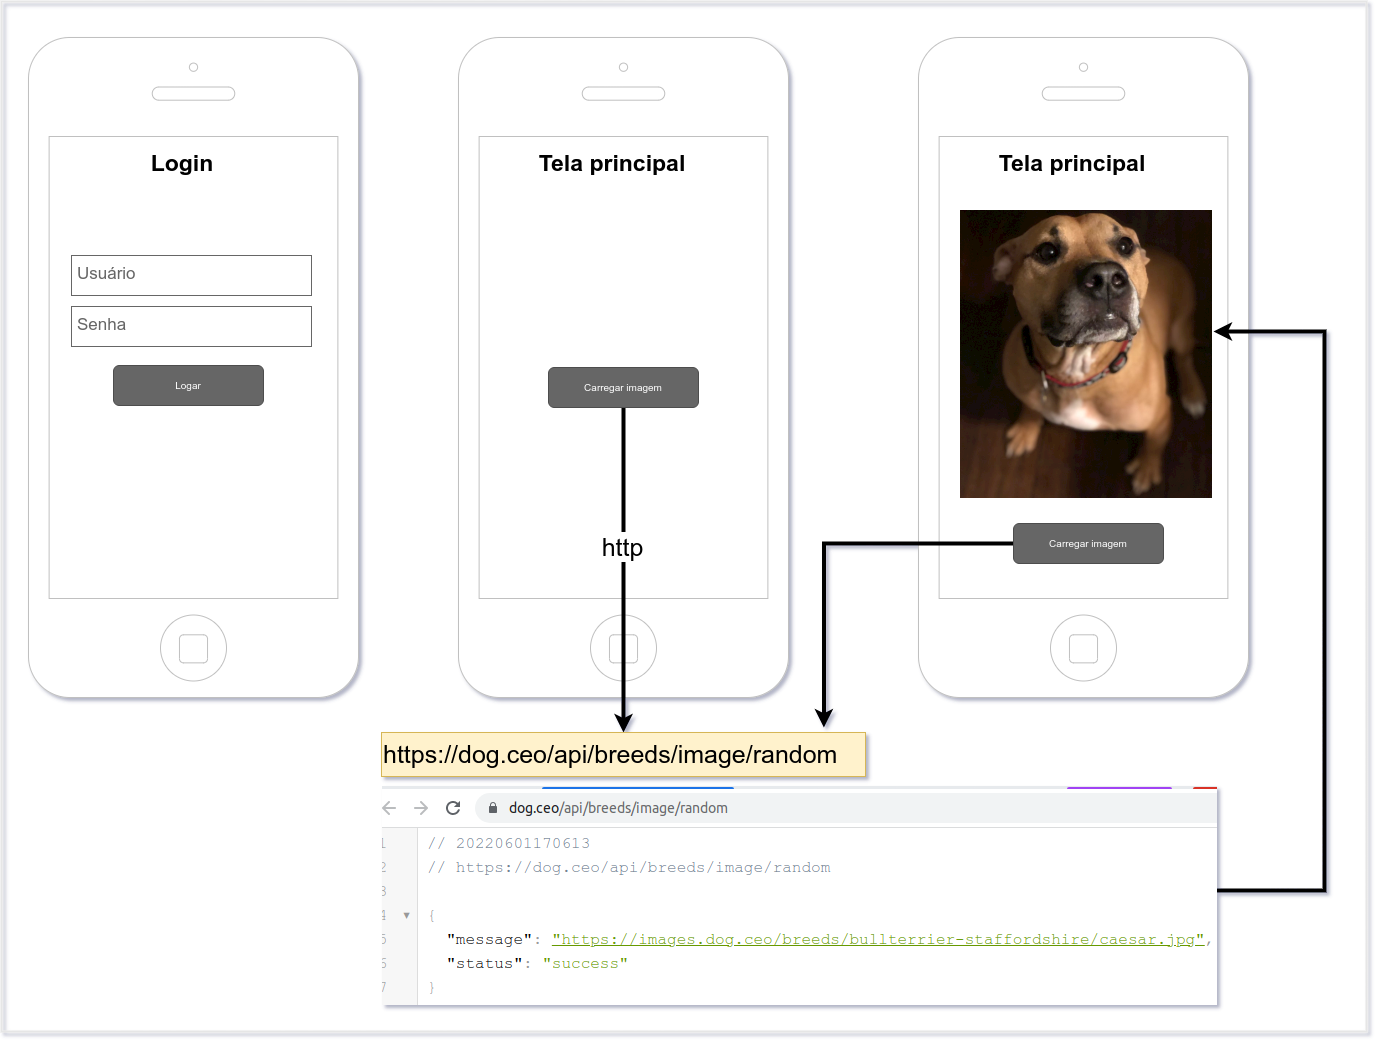 Login
Usuário
Senha
Logar
Tela principal
Carregar imagem
http
Tela principal
Carregar imagem
https://dog.ceo/api/breeds/image/random
dog.ceo/api/breeds/image/random
1 // 20220601170613
2 // https://dog.ceo/api/breeds/image/random
3
4 {
5 "message": "https://images.dog.ceo/breeds/bullterrier-staffordshire/caesar.jpg",
6 "status": "success"
7 }